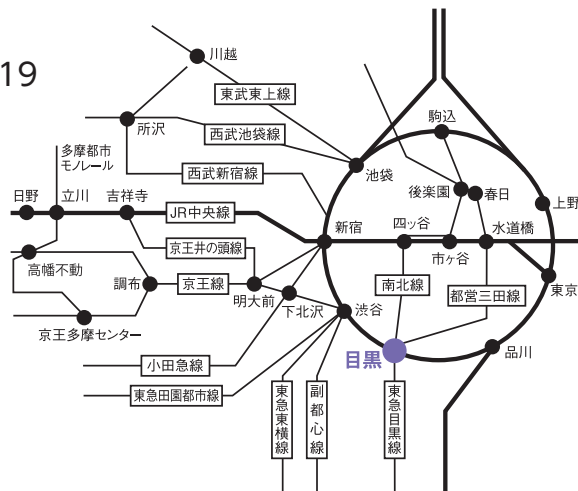 19
川越
東武東上線
所沢
西武池袋線
駒込
多摩都市
モノレール
西武新宿線
池袋
後楽園
春日
日野
立川
吉祥寺
JR中央線
新宿
四ッ谷
水道橋
上野
京王井の頭線
市ヶ谷
高幡不動
調布
京王線
明大前
下北沢
南北線
都営三田線
東京
京王多摩センター
渋谷
小田急線
目黒
品川
東急田園都市線
東急東横線
副都心線
東急目黒線